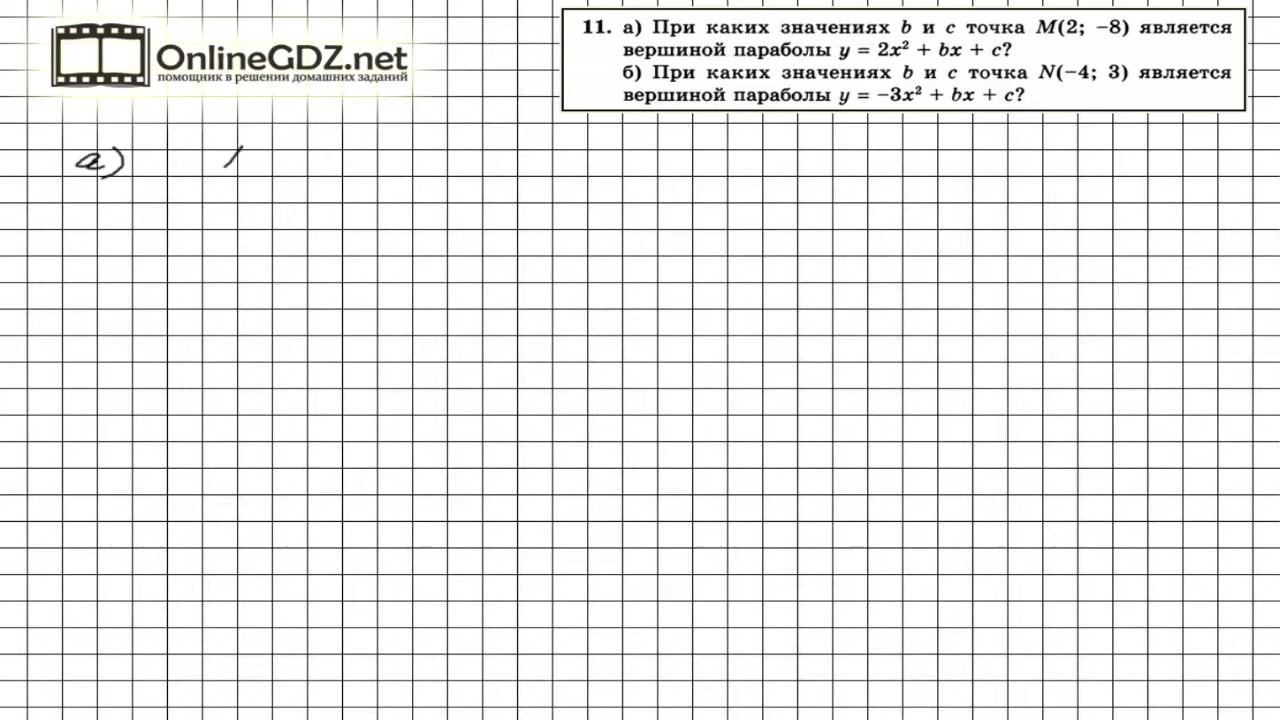 OnlineGDZ.net
помощник в решении домашних заданий
11. а) При каких значениях b и c точка M(2; −8) является
вершиной параболы y = 2x² + bx + c?
б) При каких значениях b и c точка N(−4; 3) является
вершиной параболы y = −3x² + bx + c?
а)